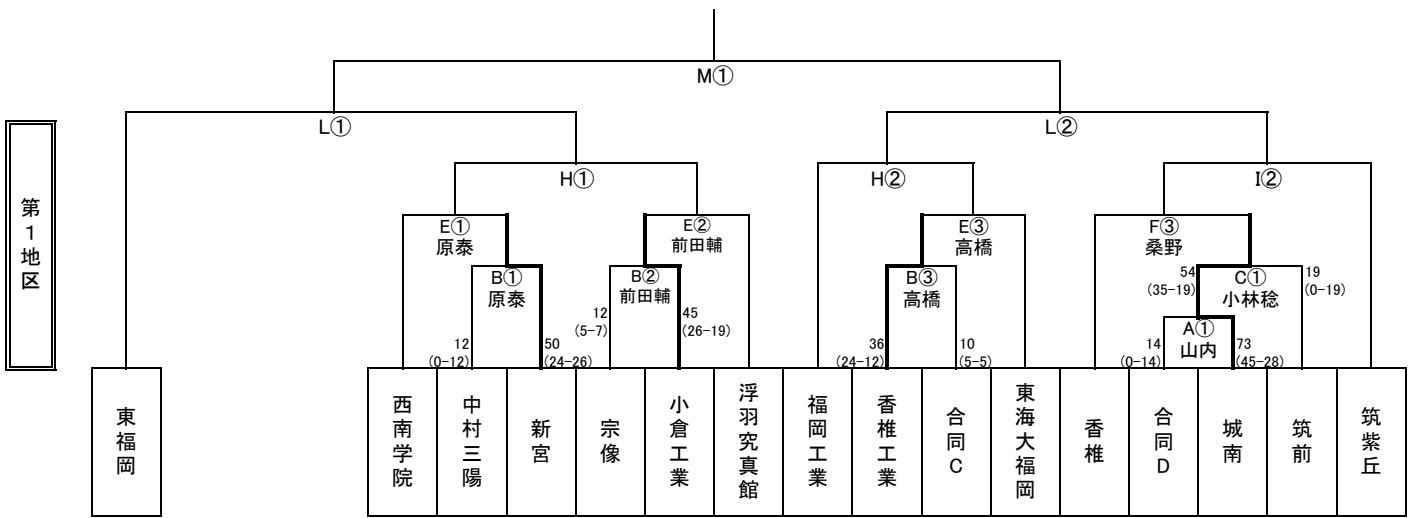 M①
L①
L②
H①
H②
I②
第1地区
E①
原泰
E②
前田輔
E③
高橋
F③
桑野
B①
原泰
B②
前田輔
B③
高橋
C①
小林稔
54
(35-19)
19
(0-19)
12
(5-7)
45
(26-19)
A①
山内
12
(0-12)
50
(24-26)
36
(24-12)
10
(5-5)
14
(0-14)
73
(45-28)
東福岡
西南学院
中村三陽
新宮
宗像
小倉工業
浮羽究真館
福岡工業
香椎工業
合同C
東海大福岡
香椎
合同D
城南
筑前
筑紫丘